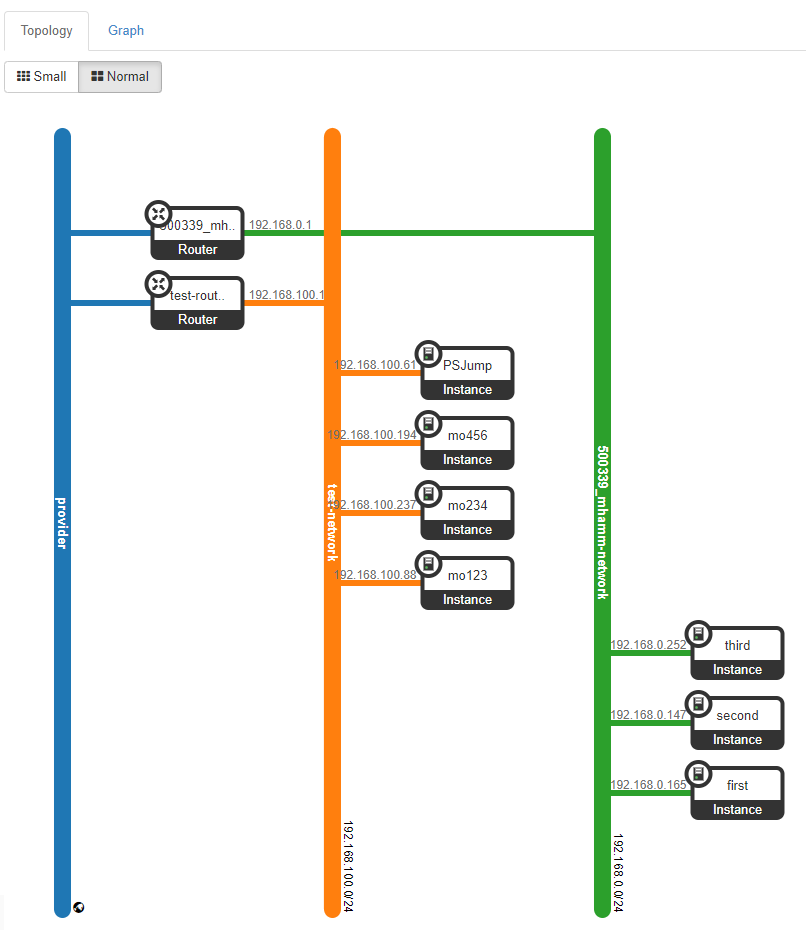 Topology
Graph
Small
Normal
500339_mh..
Router
192.168.0.1
test-rout..
Router
192.168.100.1
192.168.100.61
PSJump
Instance
192.168.100.194
mo456
Instance
192.168.100.237
mo234
Instance
192.168.100.88
mo123
Instance
provider
test-network
500339_mhamm-network
192.168.0.252
third
Instance
192.168.0.147
second
Instance
192.168.0.165
first
Instance
192.168.100.0/24
192.168.0.0/24